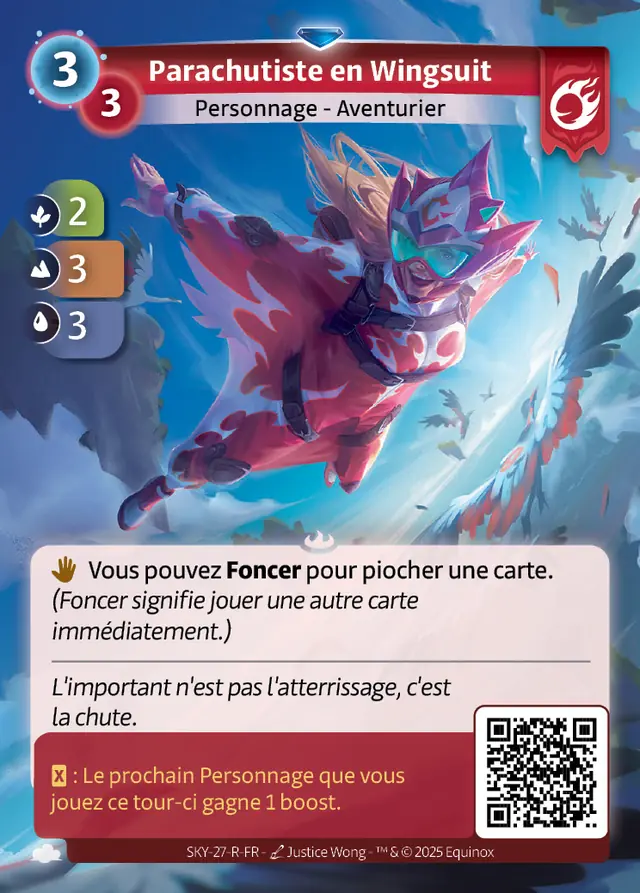 3
Parachutiste en Wingsuit
3
Personnage - Aventurier
2
3
3
Vous pouvez Foncer pour piocher une carte.
(Foncer signifie jouer une autre carte
immédiatement.)
L'important n'est pas l'atterrissage, c'est
la chute.
X : Le prochain Personnage que vous
jouez ce tour-ci gagne 1 boost.
SKY-27-R-FR - Justice Wong - ™ & © 2025 Equinox